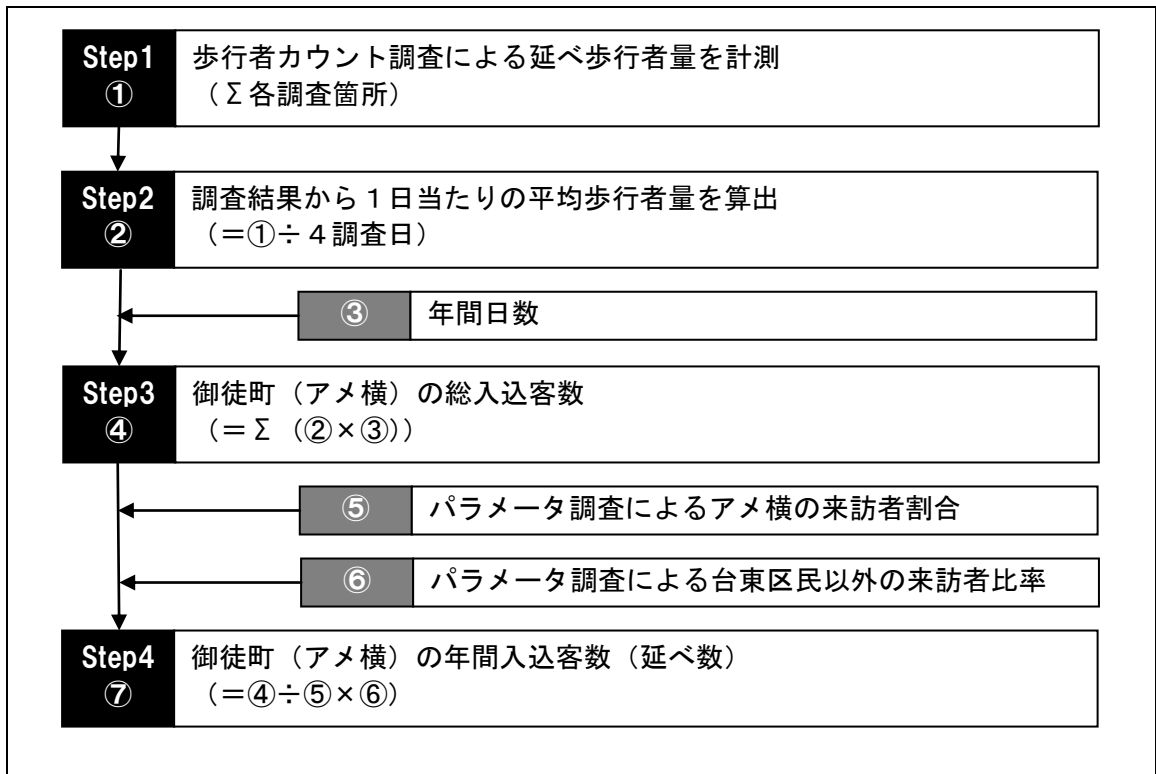 Step1
①
歩行者カウント調査による延べ歩行者量を計測
（Σ各調査箇所）
Step2
②
調査結果から１日当たりの平均歩行者量を算出
（＝①÷４調査日）
③
年間日数
Step3
④
御徒町（アメ横）の総入込客数
（＝Σ（②×③））
⑤
パラメータ調査によるアメ横の来訪者割合
⑥
パラメータ調査による台東区民以外の来訪者比率
Step4
⑦
御徒町（アメ横）の年間入込客数（延べ数）
（＝④÷⑤×⑥）